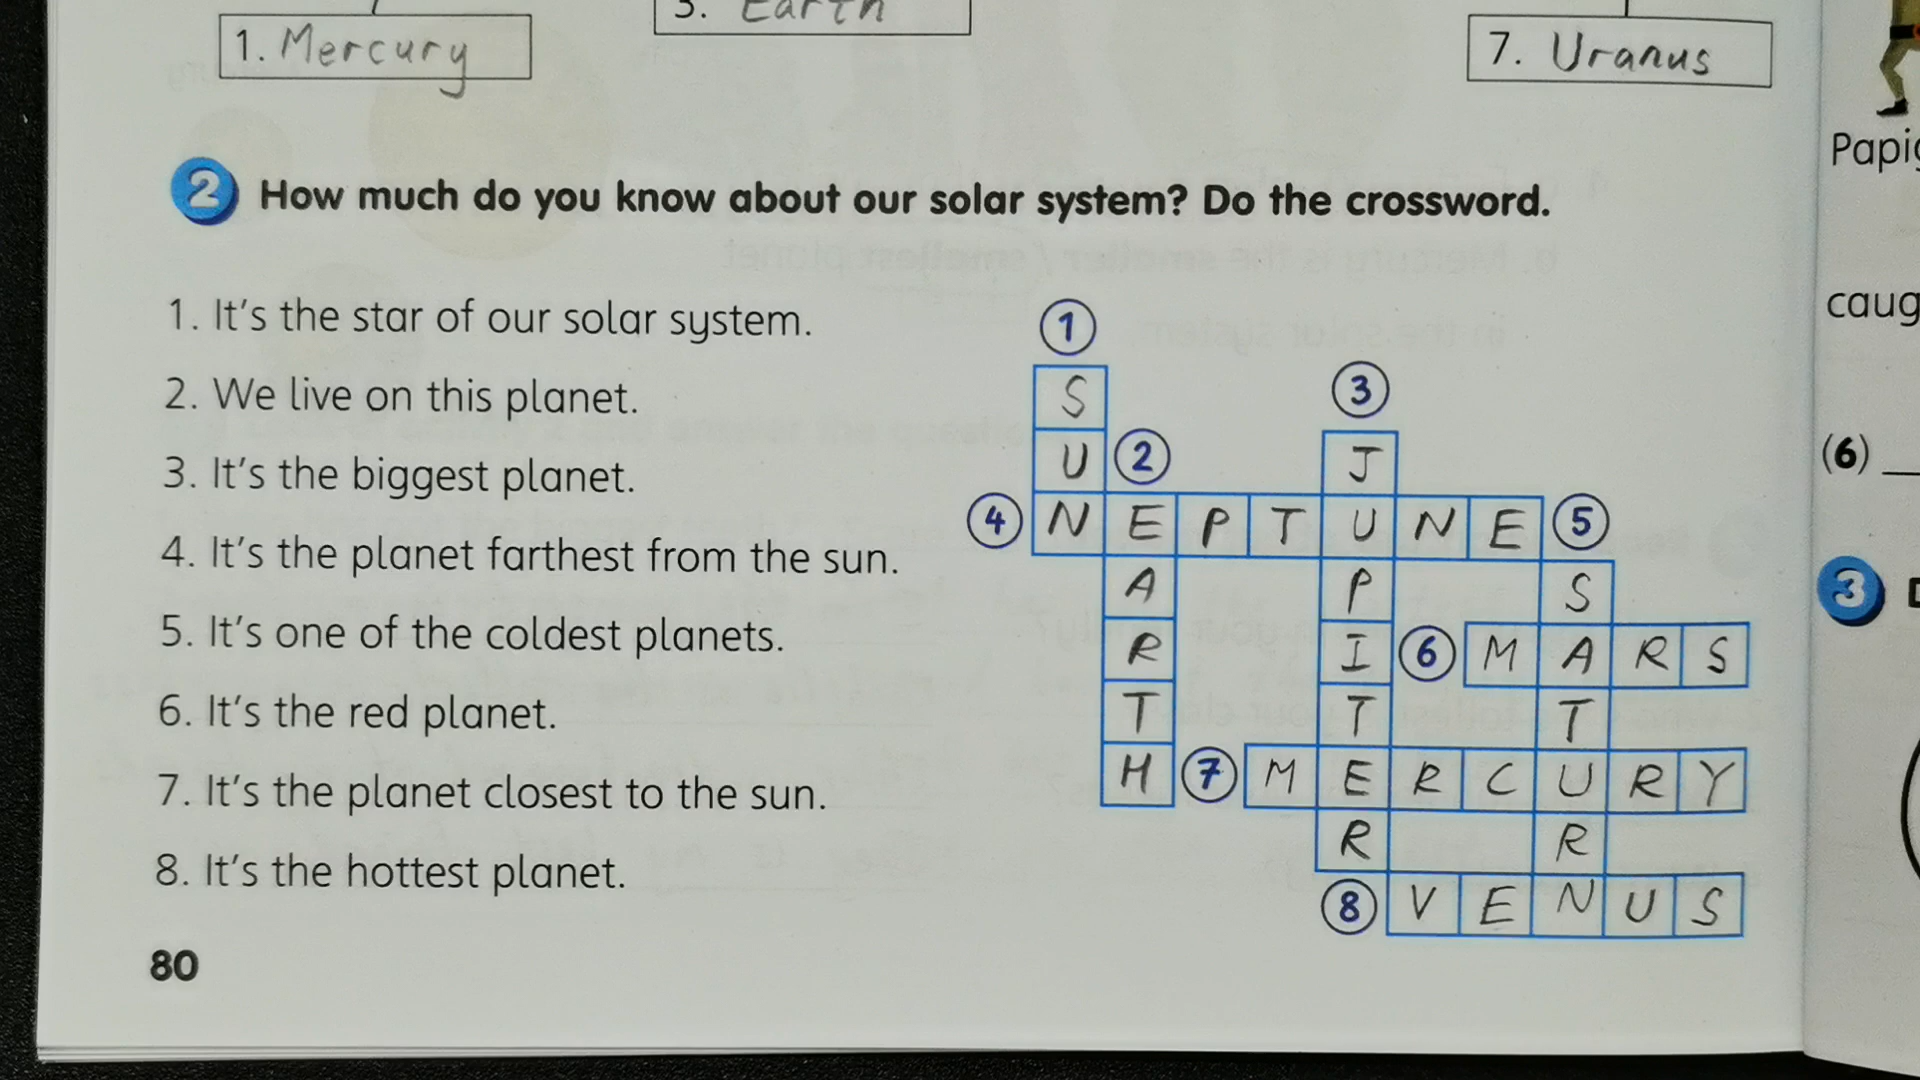 1. Mercury
3. Earth
7. Uranus
2 How much do you know about our solar system? Do the crossword.
1. It's the star of our solar system.
2. We live on this planet.
3. It's the biggest planet.
4. It's the planet farthest from the sun.
5. It's one of the coldest planets.
6. It's the red planet.
7. It's the planet closest to the sun.
8. It's the hottest planet.
1
3
S
U 2 J
4 N E P T U N E 5
A P S
R I 6 M A R S
T T T
H 7 M E R C U R Y
R R
8 V E N U S
80
(6)
3